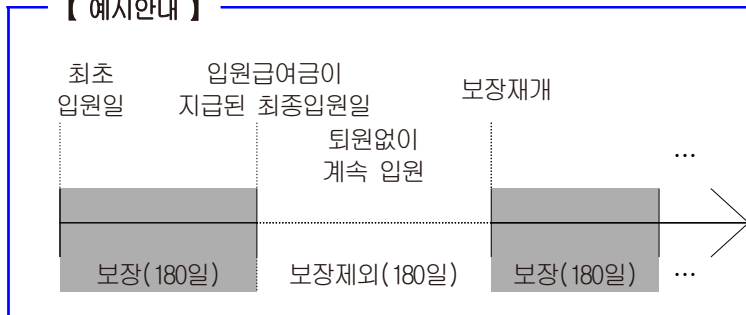 【 예시안내 】
최초
입원일
입원급여금이
지급된 최종입원일
보장재개
퇴원없이
계속 입원
…
보장(180일)
보장제외(180일)
보장(180일)
…